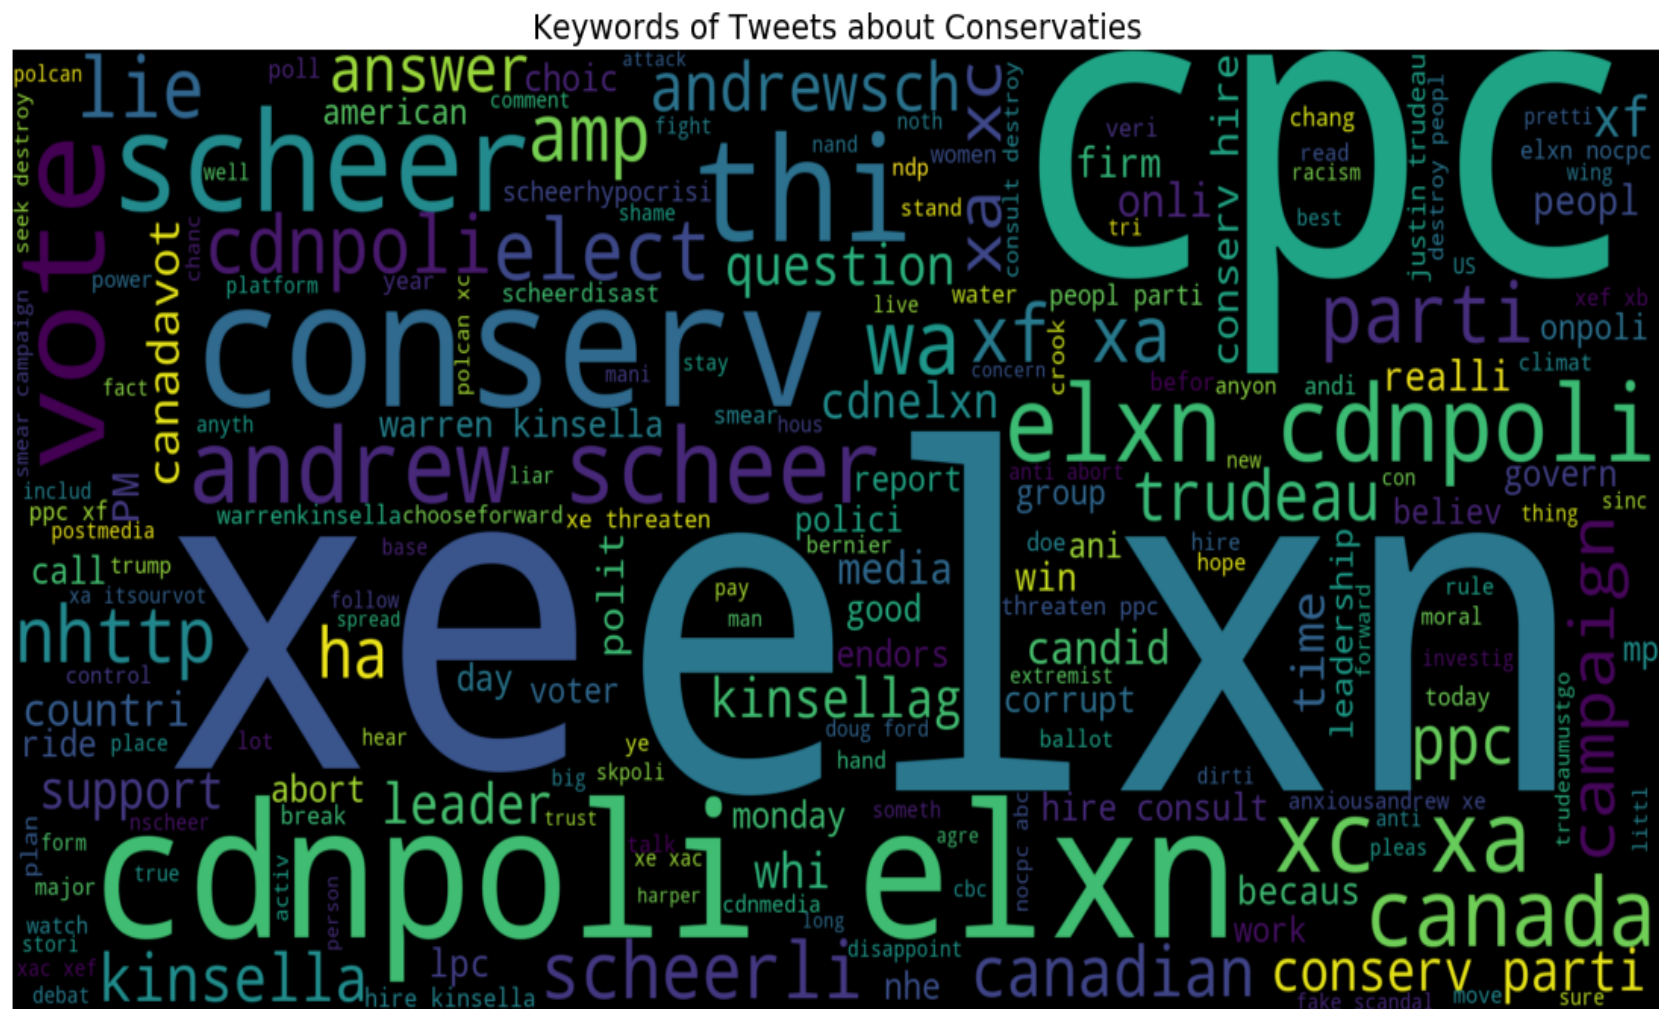 Keywords of Tweets about Conservaties
polcan
lie
poll
answer
choic
attack
andrewsch
xa xc
cpc
conserv hire
justin trudeau
destroy peopl
pretti
xf
american
comment
amp
fight
noth
nand
women
ndp
consult destroy
veri
firm
onli
tri
chang
read
racism
best
elxn nocpc
wing
peopl
seek destroy
vote
scheer
well
scheerhypocrisi
shame
thi
stand
canadavot
chanc
cdnpoli
elect
question
US
power
platform
year
polcan xc
scheerdisast
live
water
peopl parti
parti
xef xb
onpoli
smear campaign
conserv
mani
stay
wa
xf xa
concern
crook
climat
fact
befor
anyon
andi
realli
anyth
warren kinsella
smear
hous
cdnelxn
elxn cdnpoli
andrew scheer
liar
report
anti abort
new
con
govern
includ
PM
group
trudeau
believ
thing
sinc
ppc xf
postmedia
warrenkinsella
chooseforward
xe threaten
polici
bernier
base
call
trump
xee
elxn
polit
media
doe
ani
hire
hope
win
leadership
campaign
xa itsourvot
follow
spread
pay
man
good
threaten ppc
time
forward
rule
moral
nhttp
ha
control
day
voter
endors
candid
extremist
investig
mp
countri
kinsellag
corrupt
today
ride
place
lot
hear
ye
doug ford
hand
ballot
ppc
trudeaumustgo
skpoli
big
dirti
support
abort
leader
break
trust
monday
someth
nocpc abc
hire consult
anxiousandrew xe
littl
nscheer
plan
form
cdnpoli elxn
talk
agre
xc xa
anti
pleas
true
activ
xe xac
whi
major
person
harper
cdnmedia
cbc
becaus
canada
watch
long
work
stori
disappoint
xac xef
kinsella
lpc
scheerli
nhe
canadian
conserv parti
debat
hire kinsella
fake scandal
move
sure